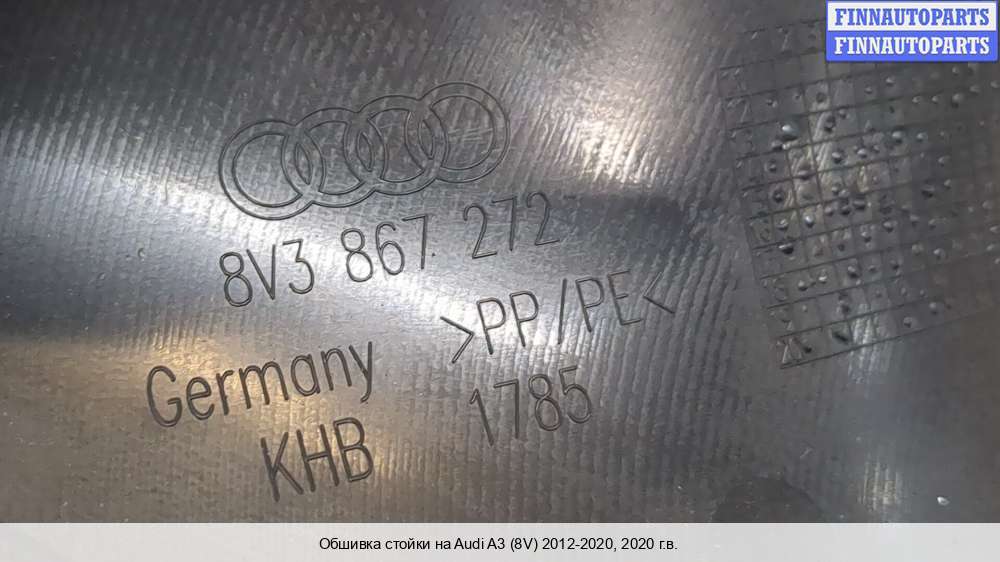 FINNAUTOPARTS
FINNAUTOPARTS
8V3 867 272
>PP/PE<
Germany
1785
KHB
Обшивка стойки на Audi A3 (8V) 2012-2020, 2020 г.в.